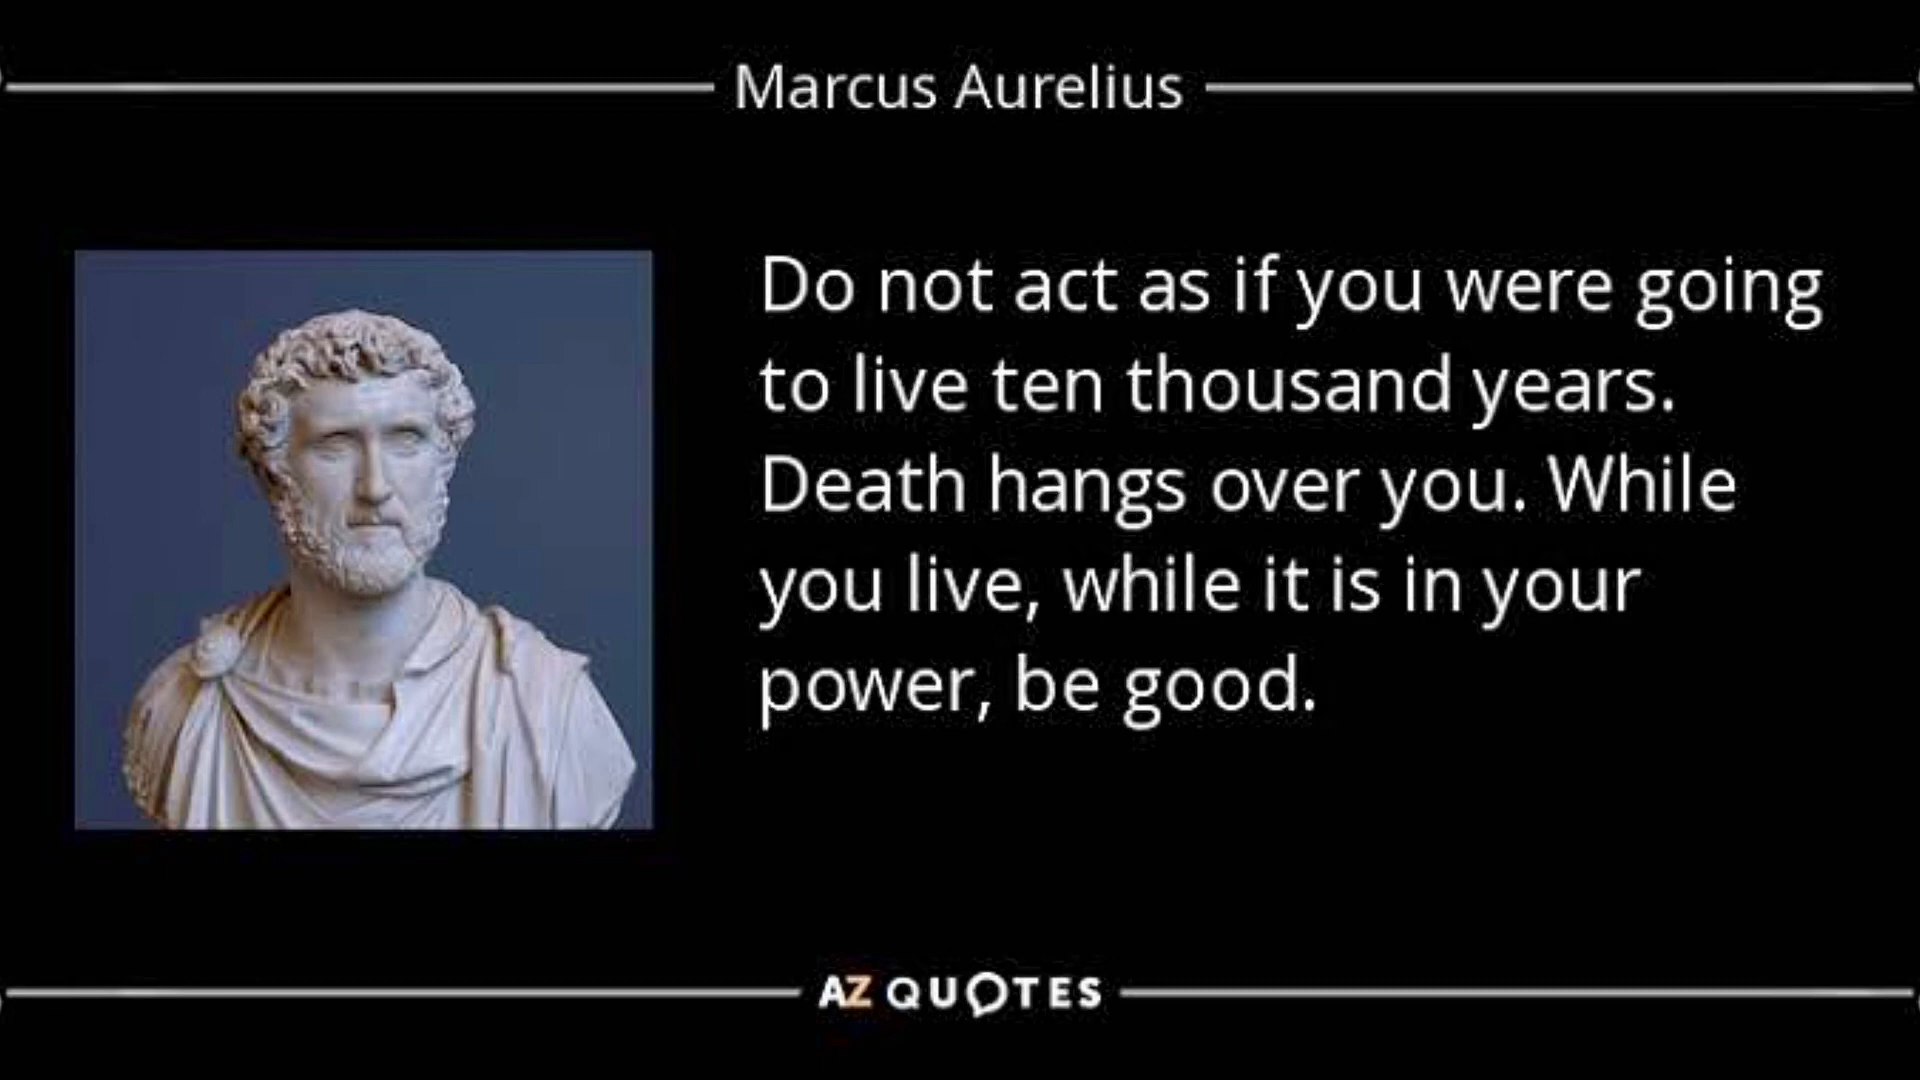 Marcus Aurelius
Do not act as if you were going
to live ten thousand years.
Death hangs over you. While
you live, while it is in your
power, be good.
AZ QUOTES